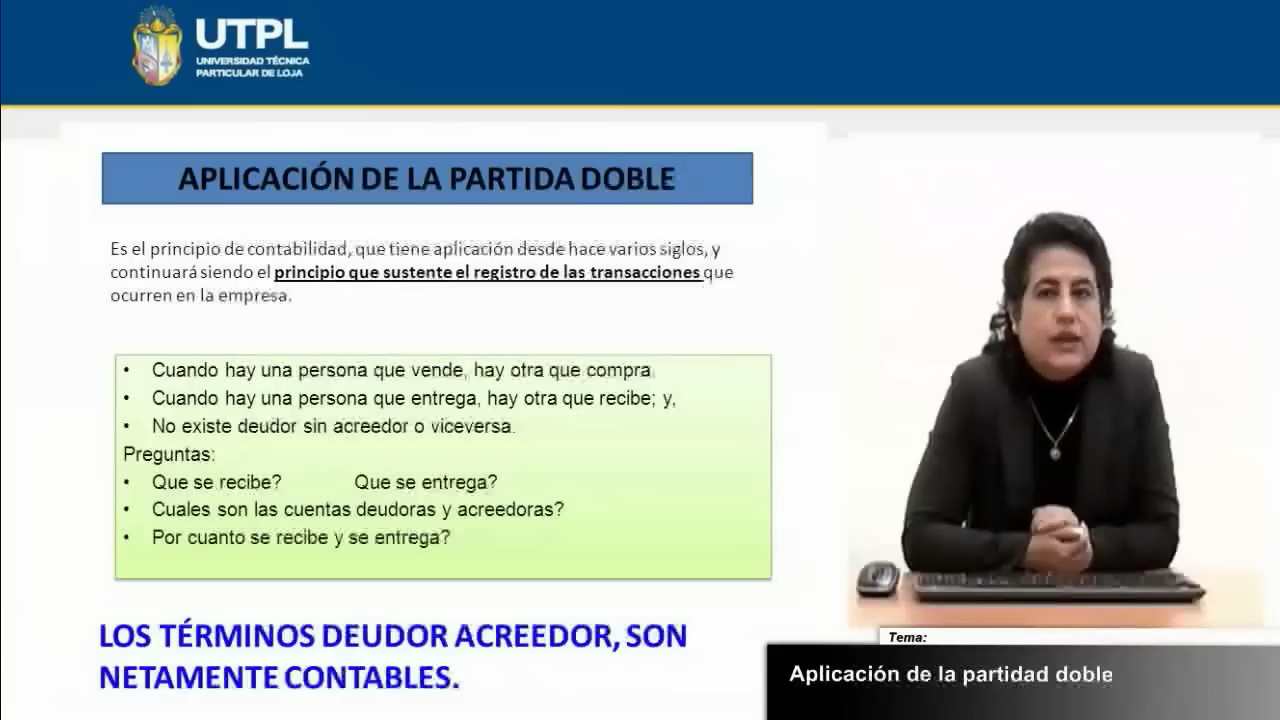 UTPL
UNIVERSIDAD TÉCNICA
PARTICULAR DE LOJA
APLICACIÓN DE LA PARTIDA DOBLE
Es el principio de contabilidad, que tiene aplicación desde hace varios siglos, y
continuará siendo el principio que sustente el registro de las transacciones que
ocurren en la empresa.
• Cuando hay una persona que vende, hay otra que compra.
• Cuando hay una persona que entrega, hay otra que recibe; y,
• No existe deudor sin acreedor o viceversa.
Preguntas:
• Que se recibe? Que se entrega?
• Cuales son las cuentas deudoras y acreedoras?
• Por cuanto se recibe y se entrega?
LOS TÉRMINOS DEUDOR ACREEDOR, SON
NETAMENTE CONTABLES.
Tema:
Aplicación de la partidad doble